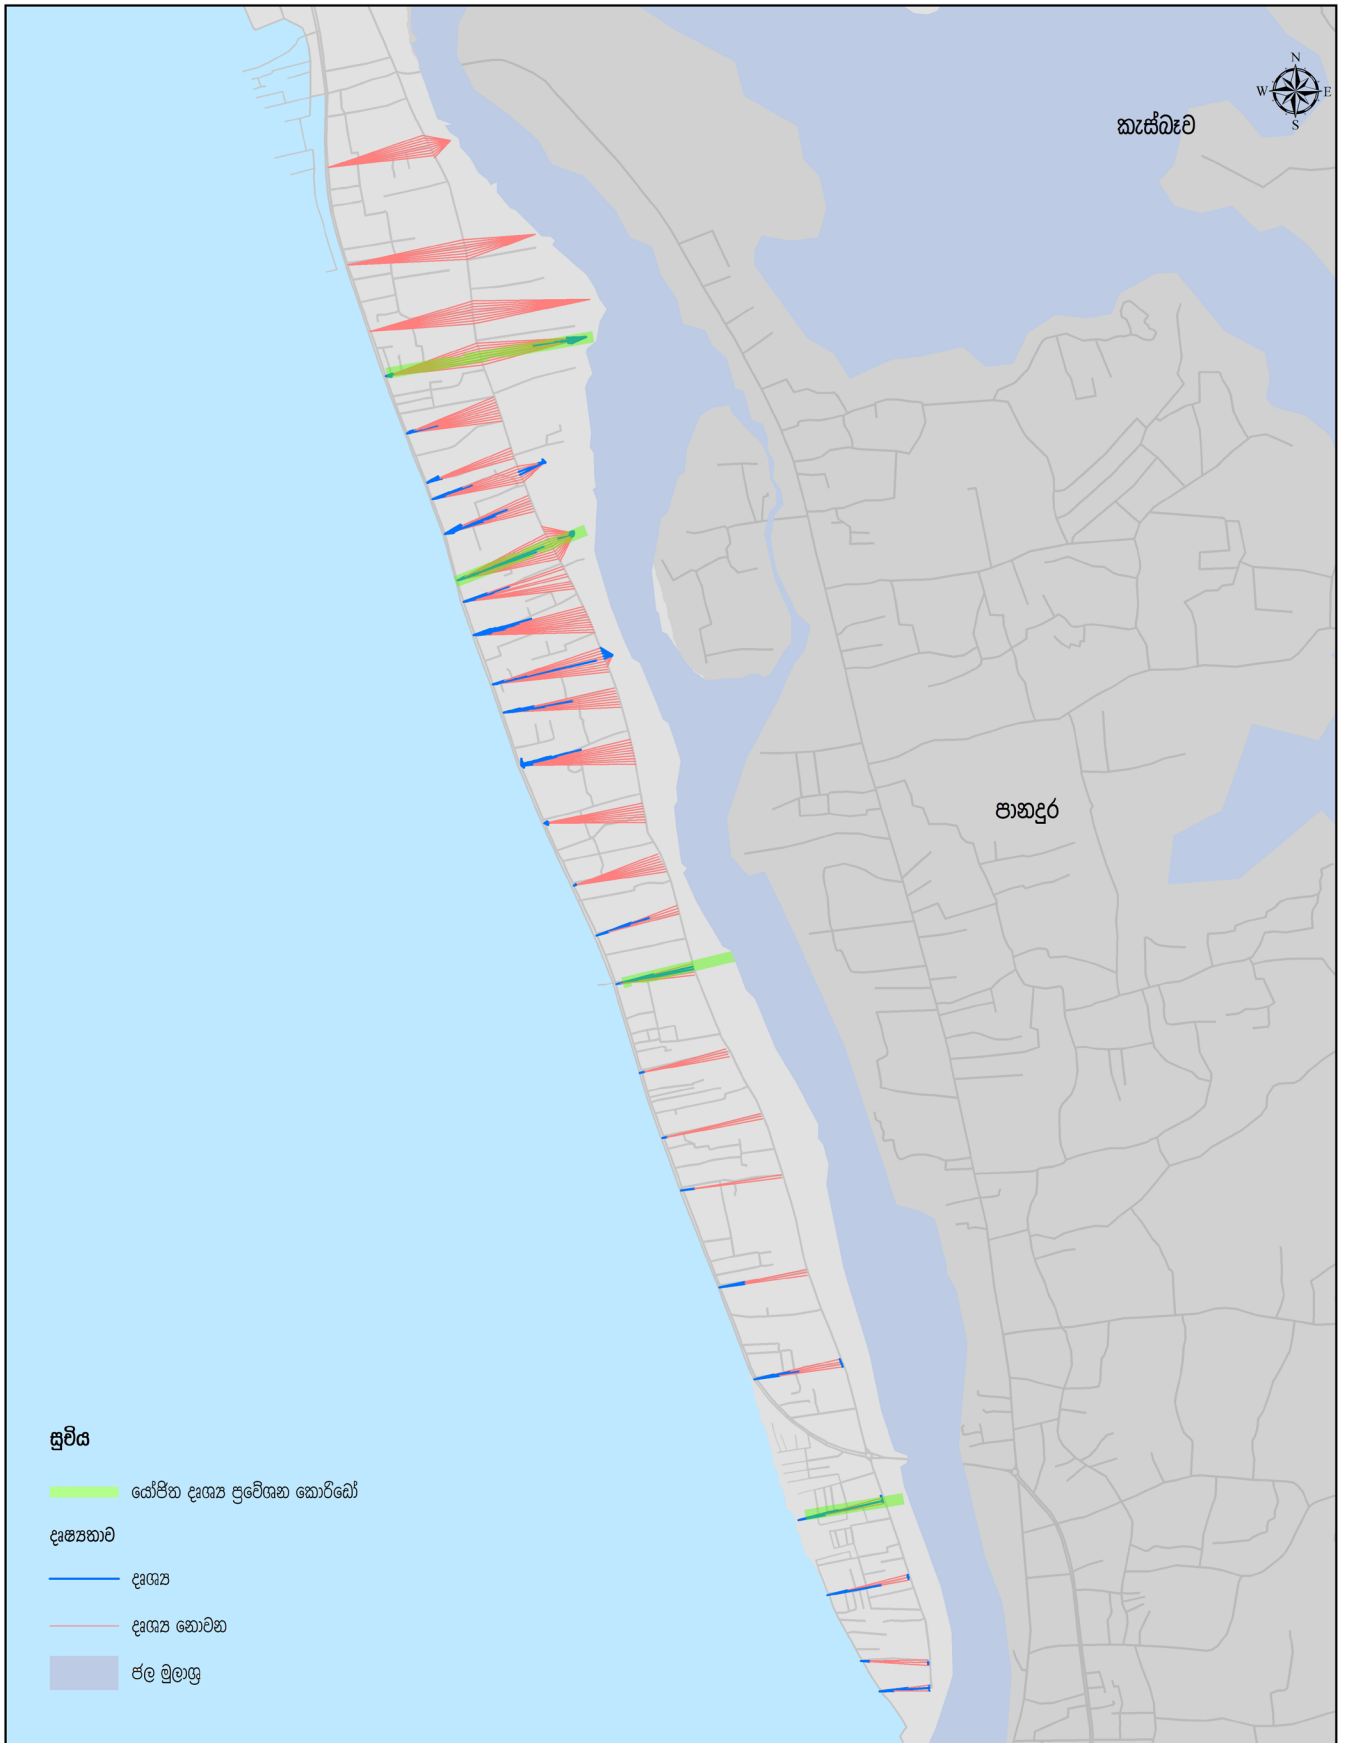 N
W E
S
කැස්බෑව
පානදුර
සූචිය
යෝජිත දෘශ්‍ය ප්‍රවේශන කොරිඩෝ
දෘෂ්‍යතාව
දෘශ්‍ය
දෘශ්‍ය නොවන
ජල මූලාශ්‍ර